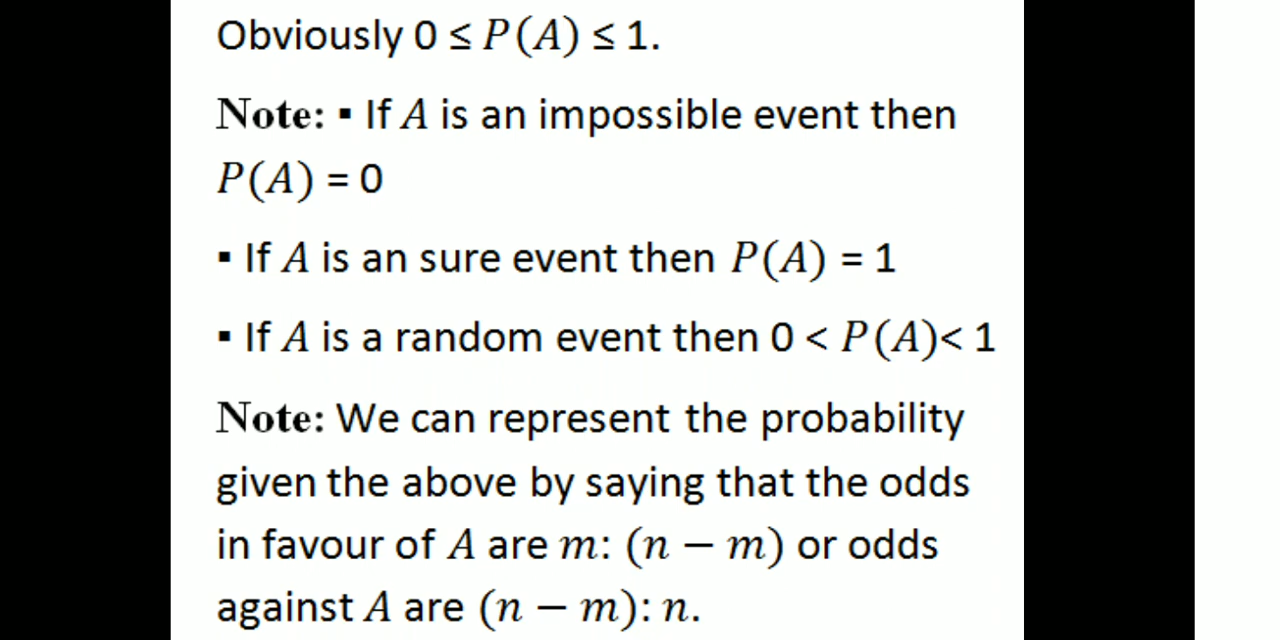 Obviously 0 ≤ P(A) ≤ 1.
Note: ▪ If A is an impossible event then
P(A) = 0
▪ If A is an sure event then P(A) = 1
▪ If A is a random event then 0 < P(A)< 1
Note: We can represent the probability
given the above by saying that the odds
in favour of A are m: (n − m) or odds
against A are (n − m): n.